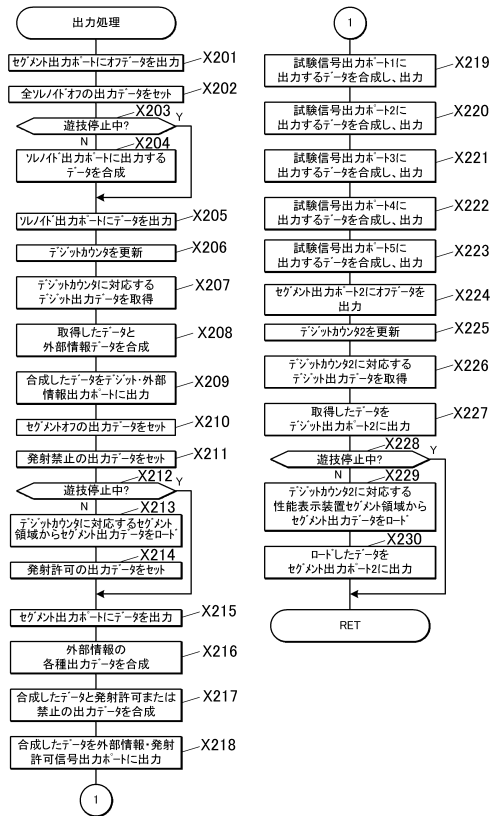 出力処理
セグメント出力ポートにオフデータを出力
X201
全ソレノイドオフの出力データをセット
X202
遊技停止中?
X203
Y
N
X204
ソレノイド出力ポートに出力する
データを合成
ソレノイド出力ポートにデータを出力
X205
デジットカウンタを更新
X206
デジットカウンタに対応する
デジット出力データを取得
X207
取得したデータと
外部情報データを合成
X208
合成したデータをデジット・外部
情報出力ポートに出力
X209
セグメントオフの出力データをセット
X210
発射禁止の出力データをセット
X211
遊技停止中?
X212
Y
N
X213
デジットカウンタに対応するセグメント
領域からセグメント出力データをロード
X214
発射許可の出力データをセット
セグメント出力ポートにデータを出力
X215
外部情報の
各種出力データを合成
X216
合成したデータと発射許可または
禁止の出力データを合成
X217
合成したデータを外部情報・発射
許可信号出力ポートに出力
X218
1
1
試験信号出力ポート1に
出力するデータを合成し、出力
X219
試験信号出力ポート2に
出力するデータを合成し、出力
X220
試験信号出力ポート3に
出力するデータを合成し、出力
X221
試験信号出力ポート4に
出力するデータを合成し、出力
X222
試験信号出力ポート5に
出力するデータを合成し、出力
X223
セグメント出力ポート2にオフデータを
出力
X224
デジットカウンタ2を更新
X225
デジットカウンタ2に対応する
デジット出力データを取得
X226
取得したデータを
デジット出力ポート2に出力
X227
遊技停止中?
X228
Y
N
X229
デジットカウンタ2に対応する
性能表示装置セグメント領域から
セグメント出力データをロード
X230
ロードしたデータを
セグメント出力ポート2に出力
RET